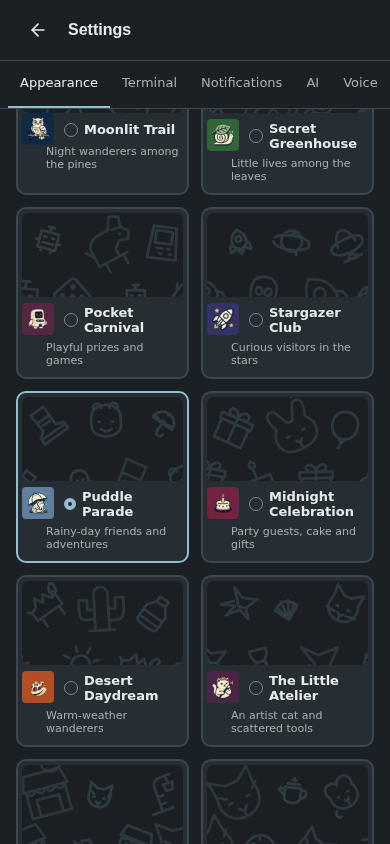 Settings
Appearance
Terminal
Notifications
AI
Voice
Moonlit Trail
Night wanderers among
the pines
Secret
Greenhouse
Little lives among the
leaves
Pocket
Carnival
Playful prizes and
games
Stargazer
Club
Curious visitors in the
stars
Puddle
Parade
Rainy-day friends and
adventures
Midnight
Celebration
Party guests, cake and
gifts
Desert
Daydream
Warm-weather
wanderers
The Little
Atelier
An artist cat and
scattered tools